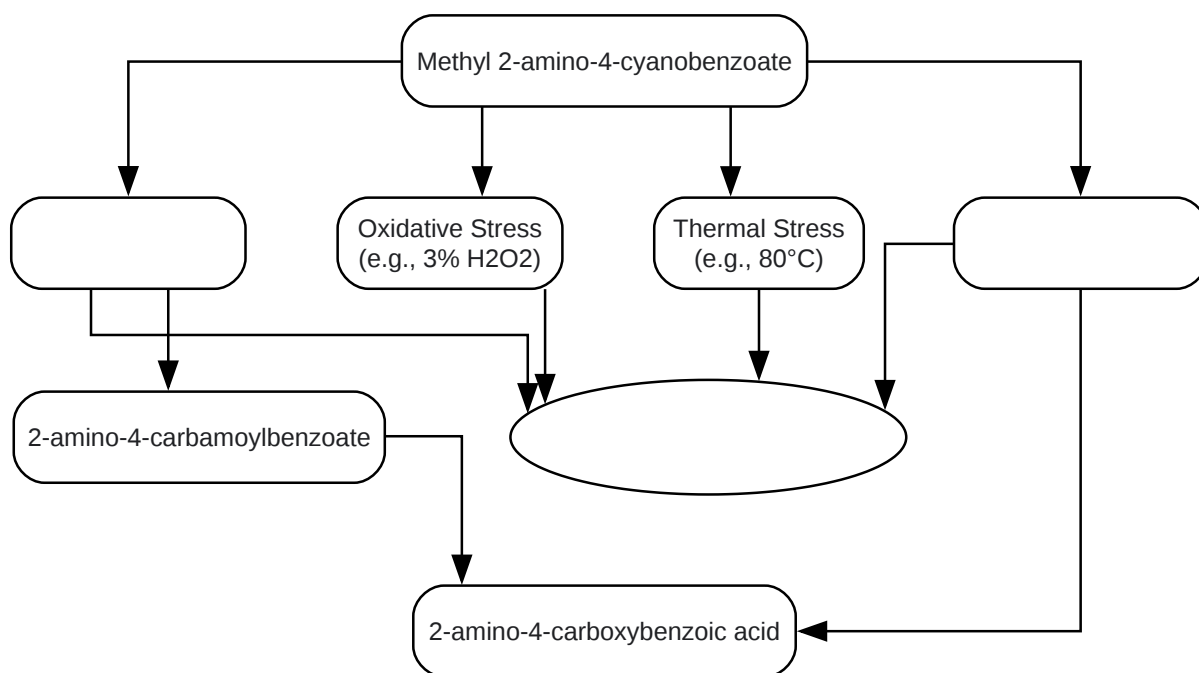 Methyl 2-amino-4-cyanobenzoate
Oxidative Stress
(e.g., 3% H2O2)
Thermal Stress
(e.g., 80°C)
2-amino-4-carbamoylbenzoate
2-amino-4-carboxybenzoic acid